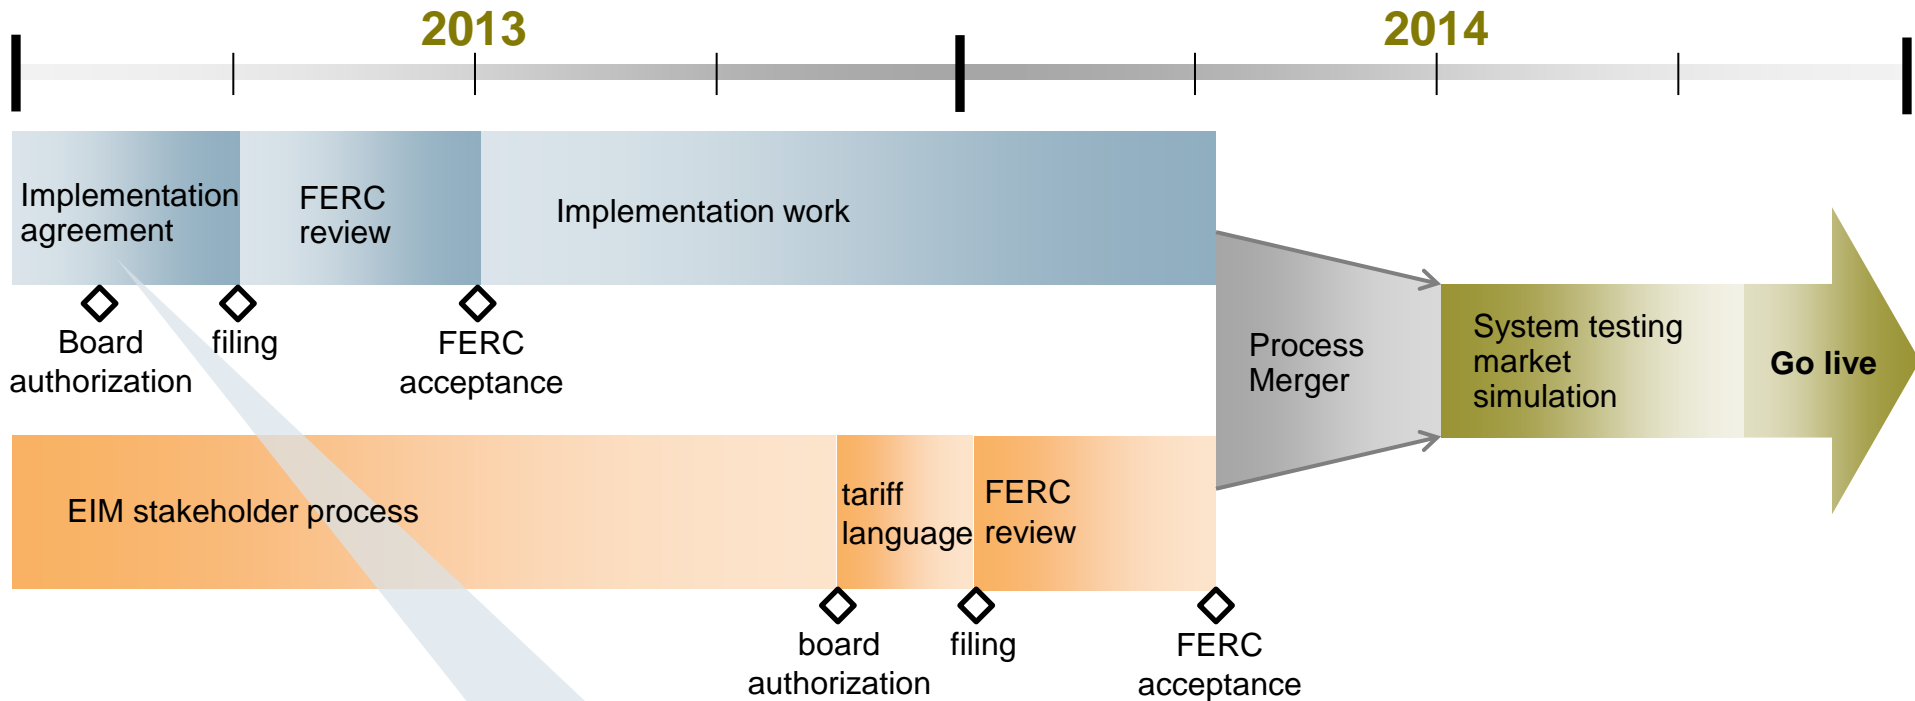 2013
2014
Implementation
agreement
FERC
review
Implementation work
Board
authorization
filing
FERC
acceptance
Process
Merger
System testing
market
simulation
Go live
EIM stakeholder process
tariff
language
FERC
review
board
authorization
filing
FERC
acceptance